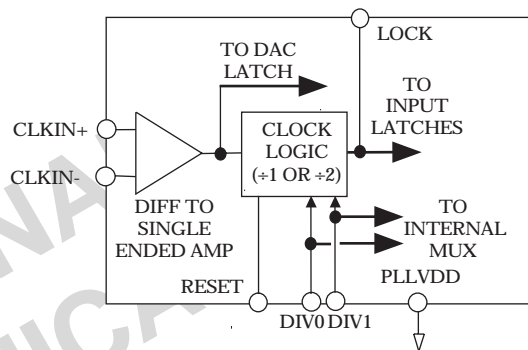 LOCK
TO DAC
LATCH
TO
INPUT
LATCHES
CLKIN+
CLOCK
LOGIC
(÷1 OR ÷2)
CLKIN-
DIFF TO
SINGLE
ENDED AMP
TO
INTERNAL
MUX
RESET
PLLVDD
DIV0 DIV1